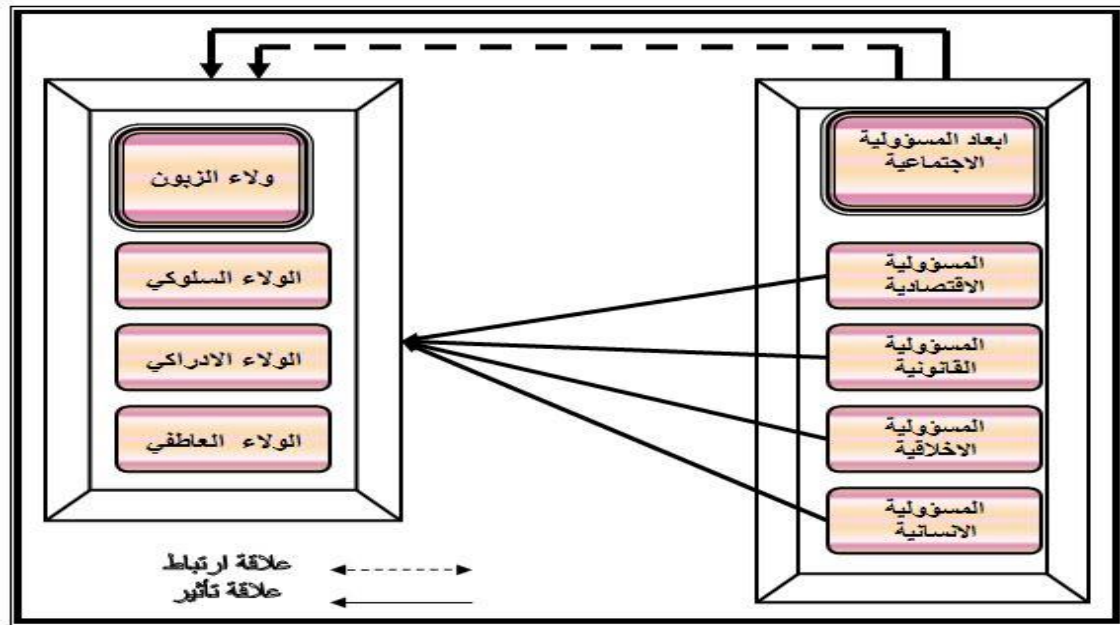 ابعاد المسؤولية
الاجتماعية
المسؤولية
الاقتصادية
المسؤولية
القانونية
المسؤولية
الاخلاقية
المسؤولية
الانسانية
ولاء الزبون
الولاء السلوكي
الولاء الادراكي
الولاء العاطفي
علاقة ارتباط
علاقة تأثير